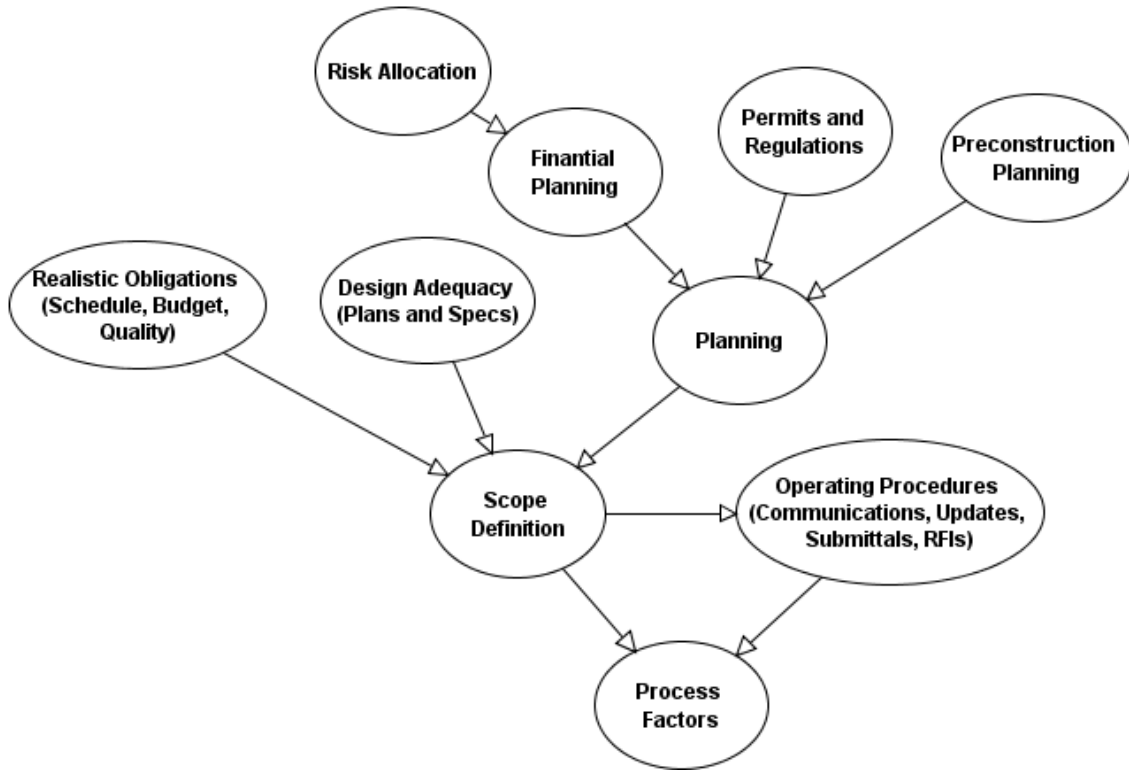 Risk Allocation
Finantial
Planning
Permits and
Regulations
Preconstruction
Planning
Realistic Obligations
(Schedule, Budget,
Quality)
Design Adequacy
(Plans and Specs)
Planning
Scope
Definition
Operating Procedures
(Communications, Updates,
Submittals, RFIs)
Process
Factors